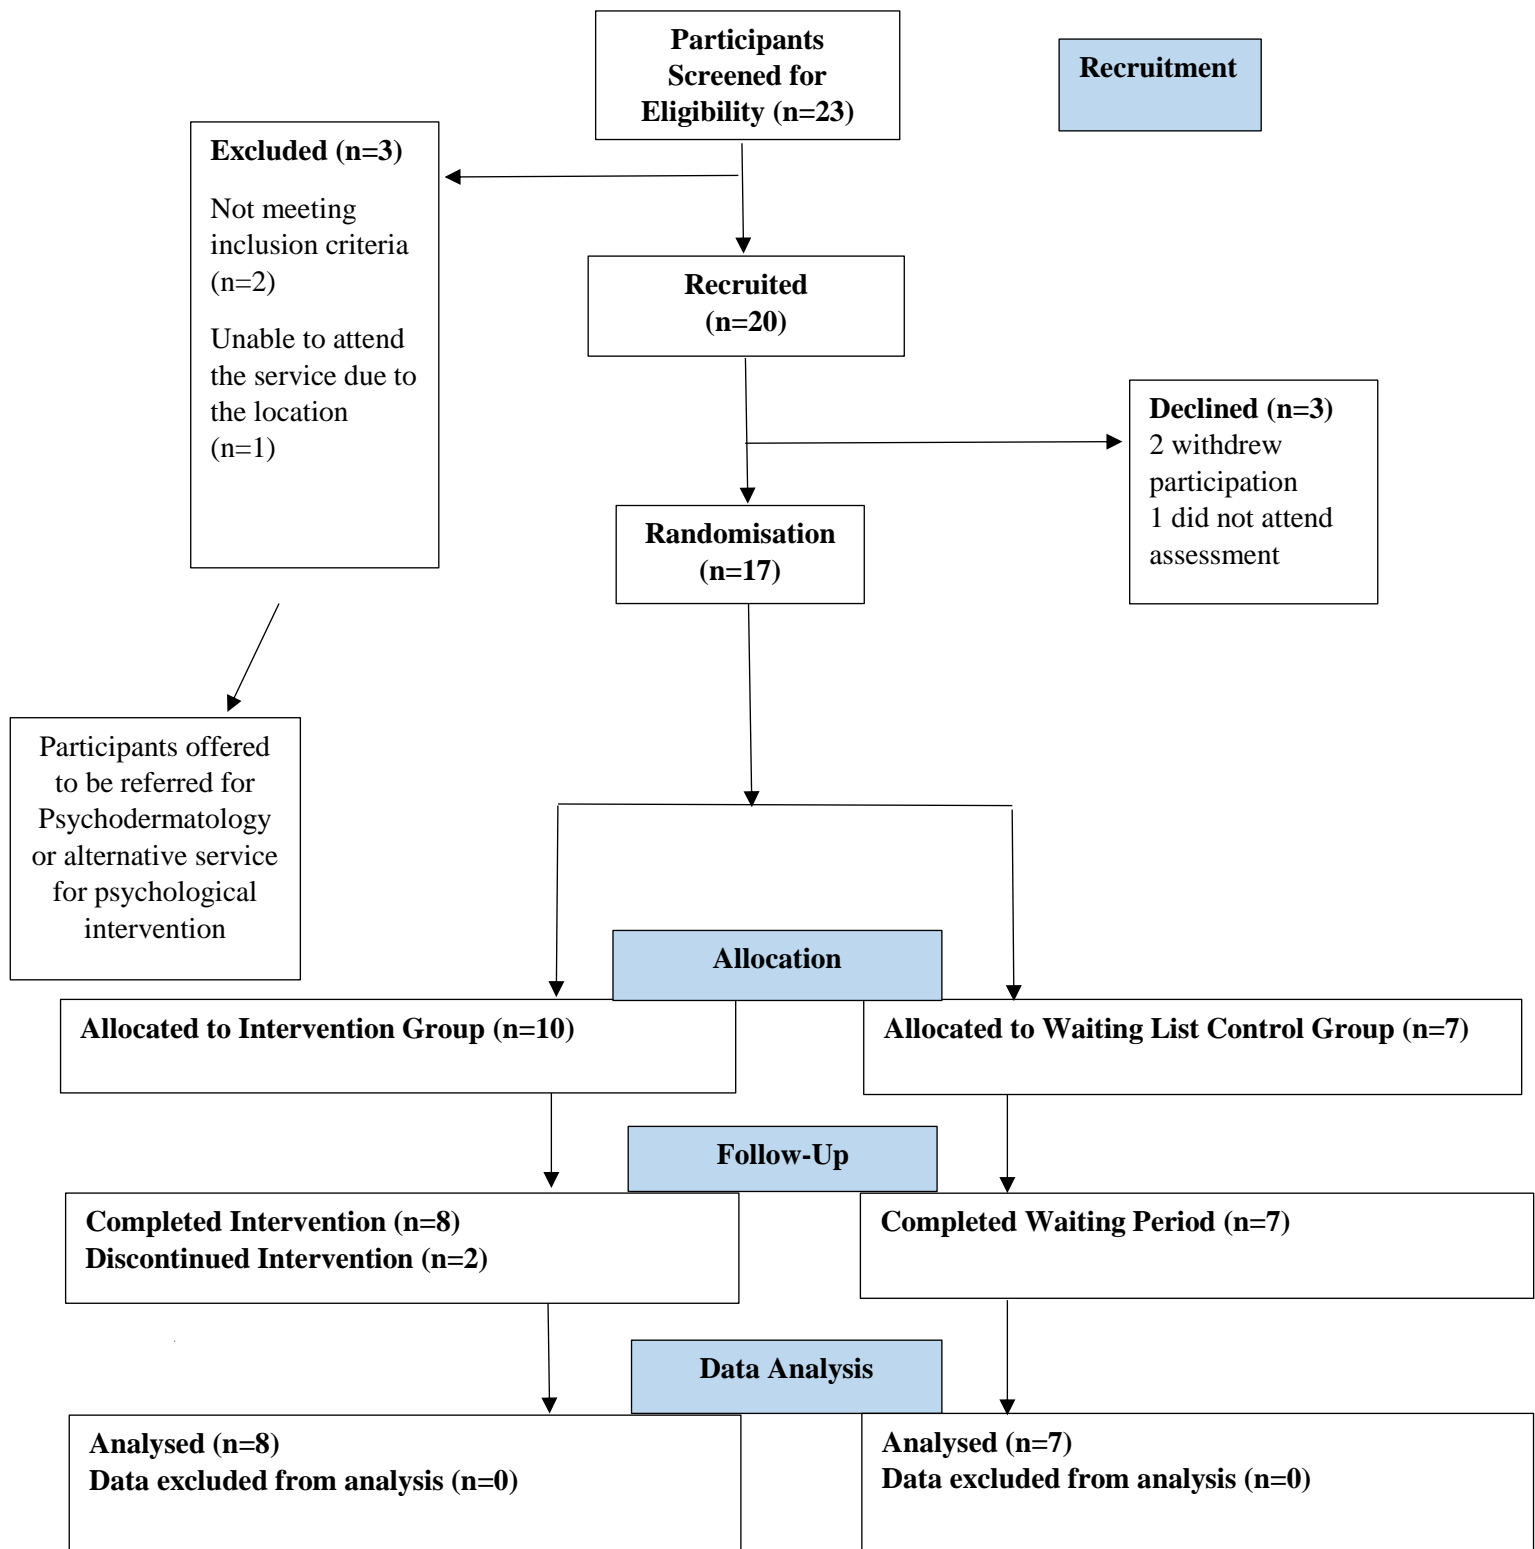 Participants
Screened for
Eligibility (n=23)
Recruitment
Excluded (n=3)
Not meeting
inclusion criteria
(n=2)
Unable to attend
the service due to
the location
(n=1)
Recruited
(n=20)
Declined (n=3)
2 withdrew
participation
1 did not attend
assessment
Randomisation
(n=17)
Participants offered
to be referred for
Psychodermatology
or alternative service
for psychological
intervention
Allocation
Allocated to Intervention Group (n=10)
Allocated to Waiting List Control Group (n=7)
Follow-Up
Completed Intervention (n=8)
Discontinued Intervention (n=2)
Completed Waiting Period (n=7)
Data Analysis
Analysed (n=8)
Data excluded from analysis (n=0)
Analysed (n=7)
Data excluded from analysis (n=0)